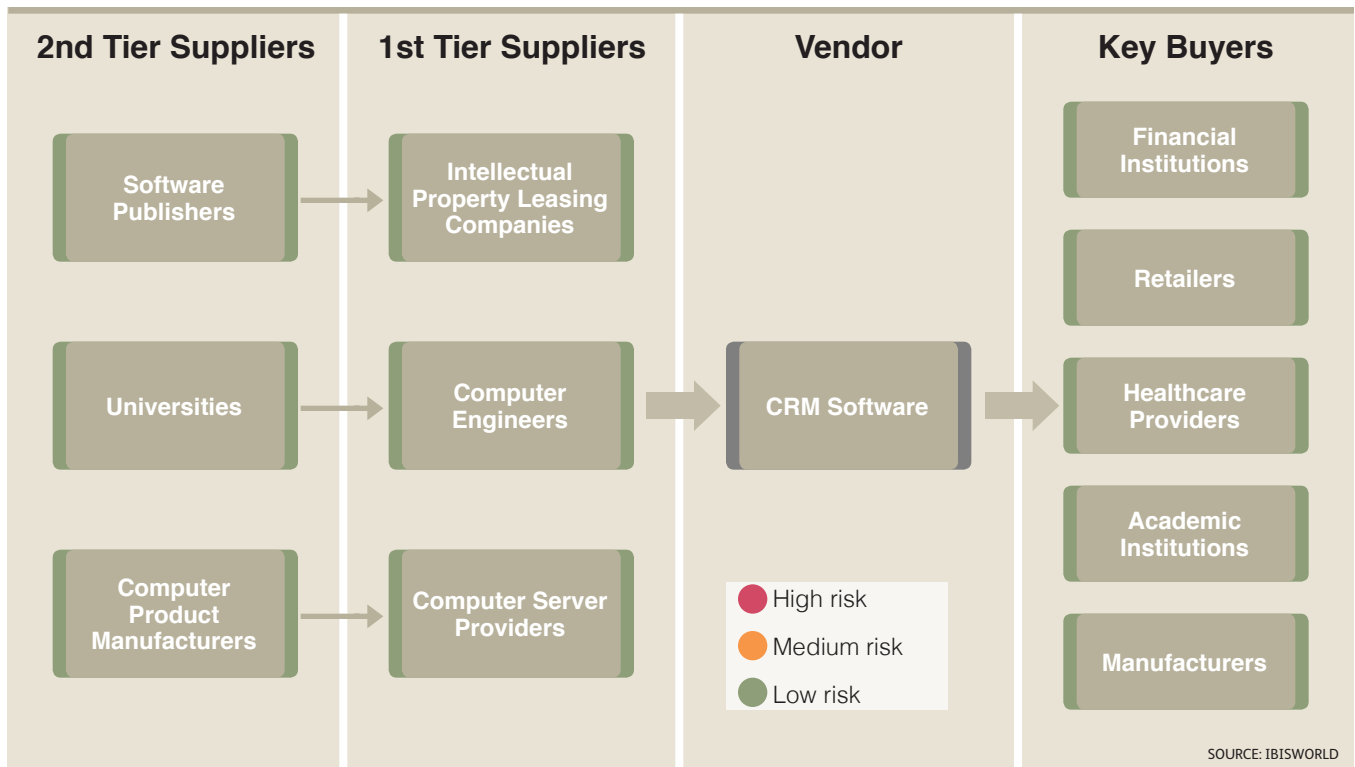 2nd Tier Suppliers
1st Tier Suppliers
Vendor
Key Buyers
Software
Publishers
Intellectual
Property Leasing
Companies
Universities
Computer
Engineers
Computer
Product
Manufacturers
Computer Server
Providers
CRM Software
High risk
Medium risk
Low risk
Financial
Institutions
Retailers
Healthcare
Providers
Academic
Institutions
Manufacturers
SOURCE: IBISWORLD